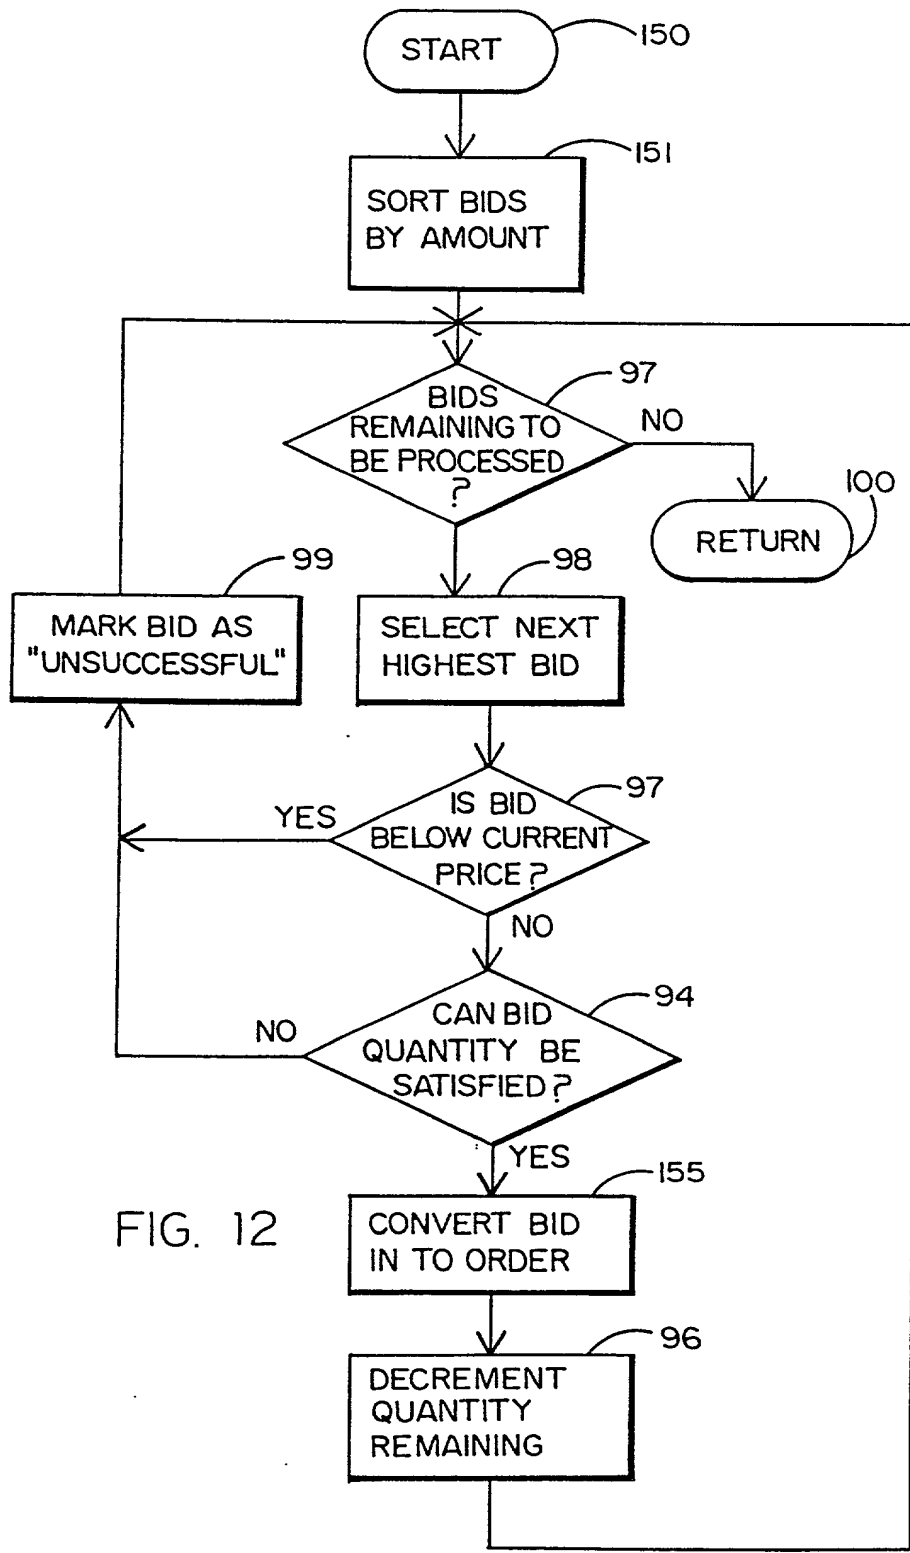 START
150
151
SORT BIDS
BY AMOUNT
97
BIDS
REMAINING TO
BE PROCESSED
?
NO
100
RETURN
99
MARK BID AS
"UNSUCCESSFUL"
98
SELECT NEXT
HIGHEST BID
97
YES
IS BID
BELOW CURRENT
PRICE?
NO
94
NO
CAN BID
QUANTITY BE
SATISFIED?
YES
155
CONVERT BID
IN TO ORDER
FIG. 12
96
DECREMENT
QUANTITY
REMAINING